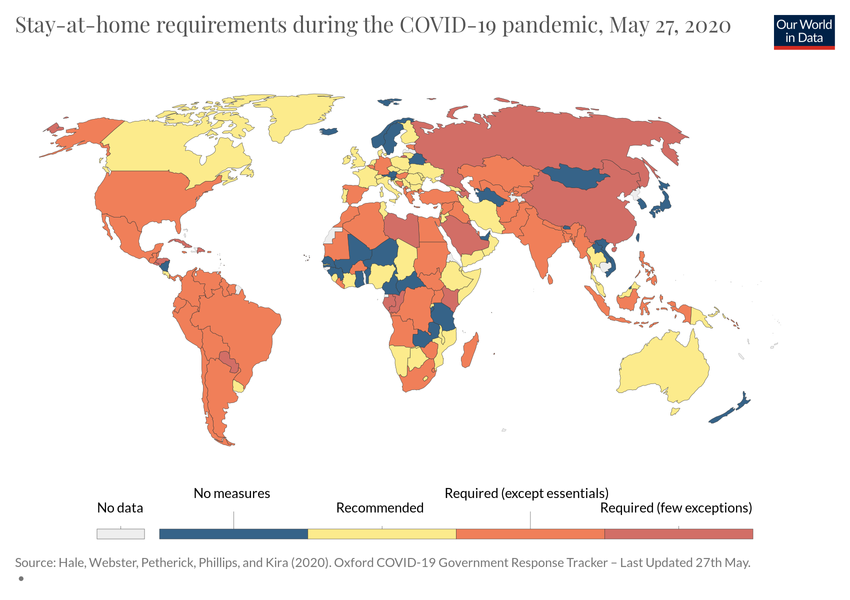 Stay-at-home requirements during the COVID-19 pandemic, May 27, 2020
Our World
in Data
No data
No measures
Recommended
Required (except essentials)
Required (few exceptions)
Source: Hale, Webster, Petherick, Phillips, and Kira (2020). Oxford COVID-19 Government Response Tracker – Last Updated 27th May.